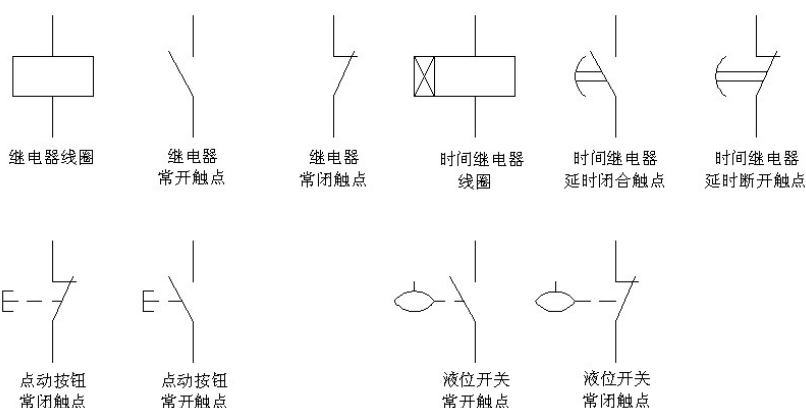 继电器线圈
继电器
常开触点
继电器
常闭触点
时间继电器
线圈
时间继电器
延时闭合触点
时间继电器
延时断开触点
点动按钮
常闭触点
点动按钮
常开触点
液位开关
常开触点
液位开关
常闭触点